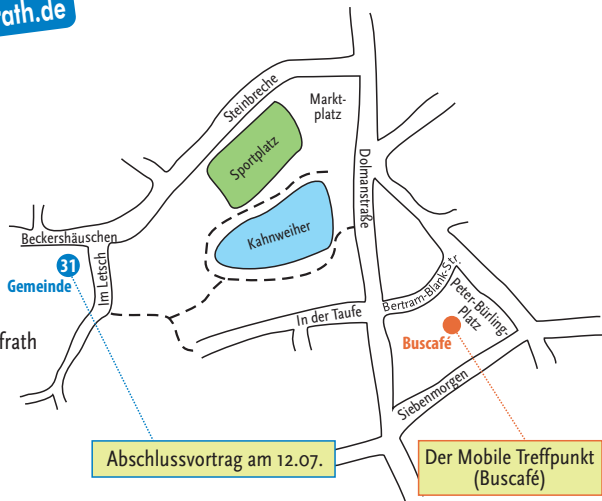 ath.de
Steinbreche
Markt-
platz
Sportplatz
Dolmanstraße
Kahnweiher
Beckershäuschen
31
Gemeinde
Im Letsch
frath
In der Taufe
Bertram-Blank-Str.
Peter-Bürling-
Platz
Buscafé
Siebenmorgen
Abschlussvortrag am 12.07.
Der Mobile Treffpunkt
(Buscafé)